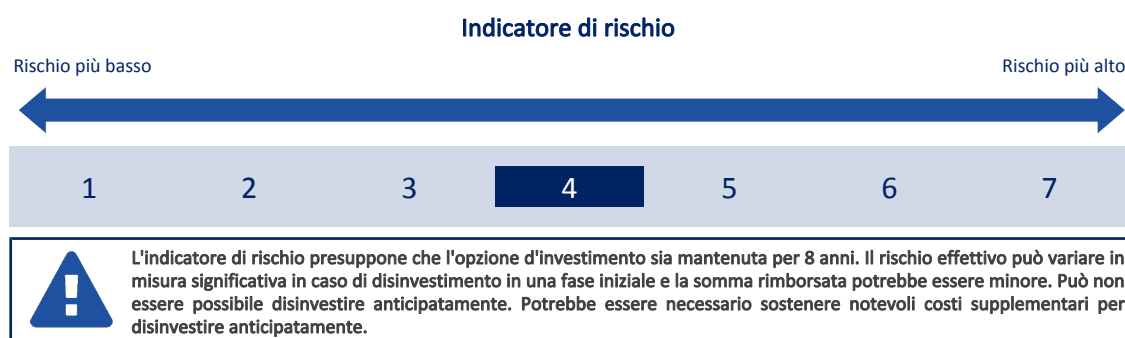 Indicatore di rischio
Rischio più basso Rischio più alto
1 2 3 4 5 6 7
L'indicatore di rischio presuppone che l'opzione d'investimento sia mantenuta per 8 anni. Il rischio effettivo può variare in
misura significativa in caso di disinvestimento in una fase iniziale e la somma rimborsata potrebbe essere minore. Può non
essere possibile disinvestire anticipatamente. Potrebbe essere necessario sostenere notevoli costi supplementari per
disinvestire anticipatamente.